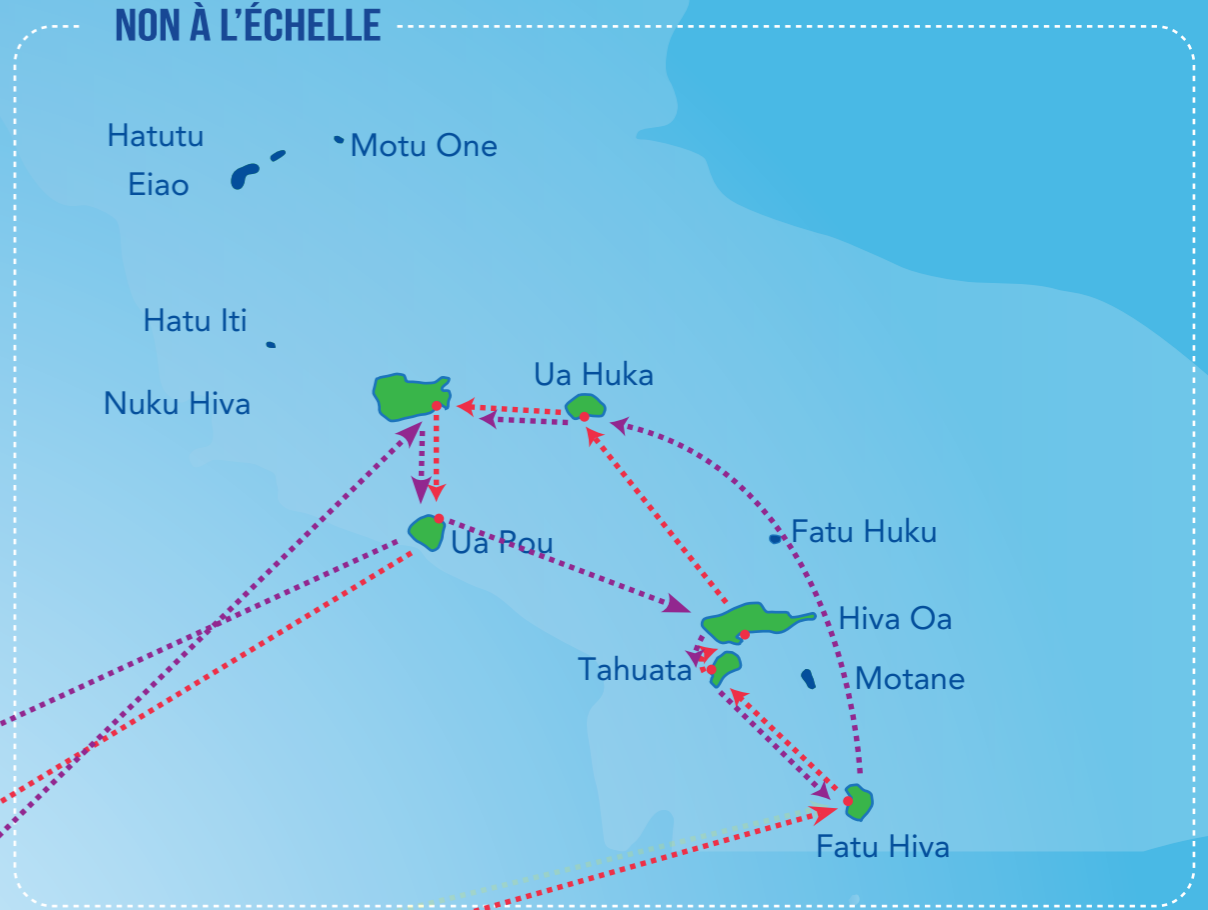 NON À L’ÉCHELLE
Hatutu
Motu One
Eiao
Hatu Iti
Ua Huka
Nuku Hiva
Ua Pou
Fatu Huku
Hiva Oa
Tahuata
Motane
Fatu Hiva